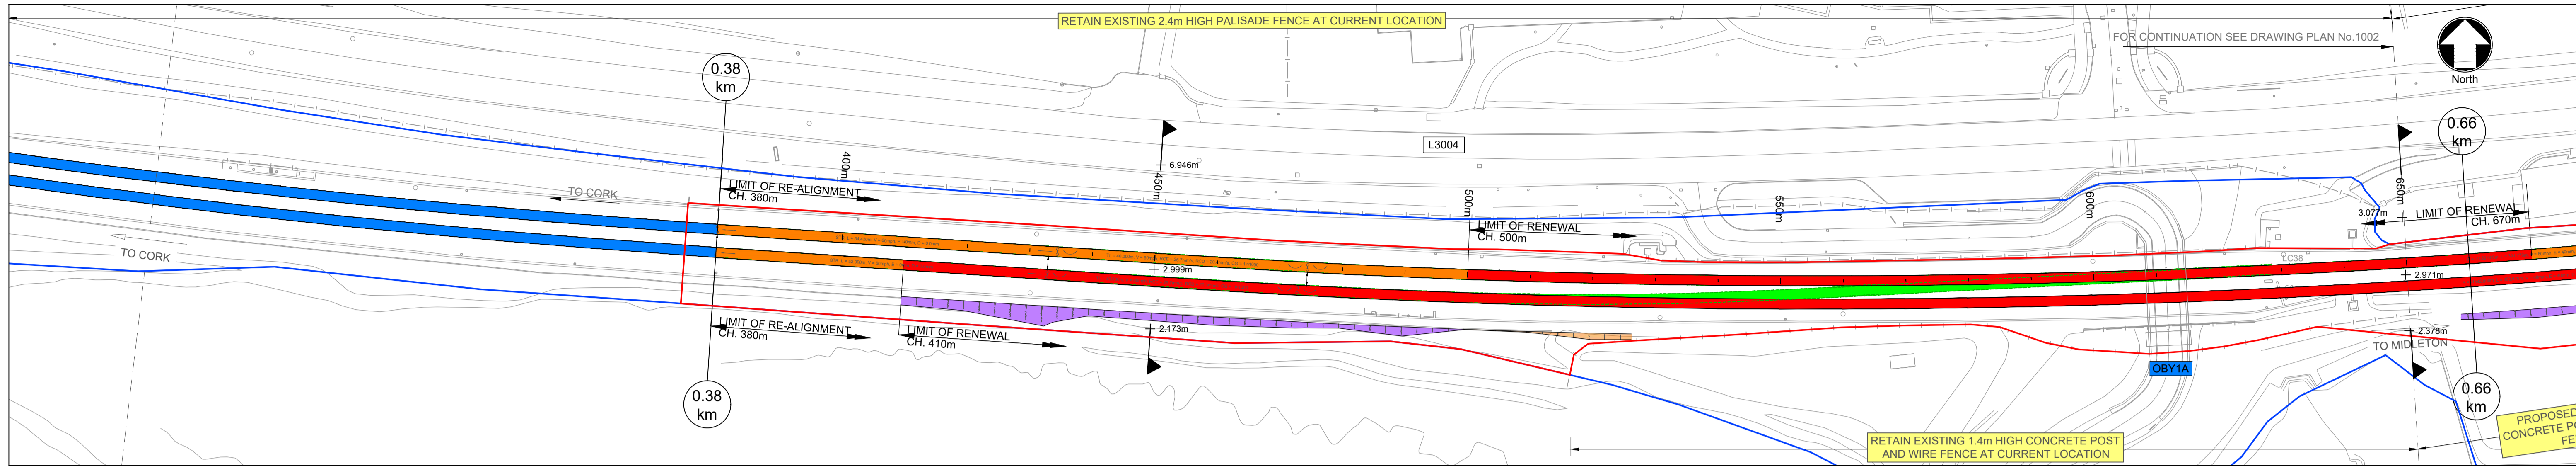 RETAIN EXISTING 2.4m HIGH PALISADE FENCE AT CURRENT LOCATION
FOR CONTINUATION SEE DRAWING PLAN No.1002
North
0.38
km
0.66
km
L3004
6.946m
400m
450m
500m
550m
600m
650m
TO CORK
LIMIT OF RE-ALIGNMENT
CH. 380m
LIMIT OF RENEWAL
CH. 500m
3.077m
LIMIT OF RENEWAL
CH. 670m
TO CORK
2.999m
LC38
2.971m
LIMIT OF RE-ALIGNMENT
CH. 380m
LIMIT OF RENEWAL
CH. 410m
2.173m
2.378m
TO MIDLETON
OBY1A
0.38
km
0.66
km
RETAIN EXISTING 1.4m HIGH CONCRETE POST
AND WIRE FENCE AT CURRENT LOCATION
PROPOSED
CONCRETE